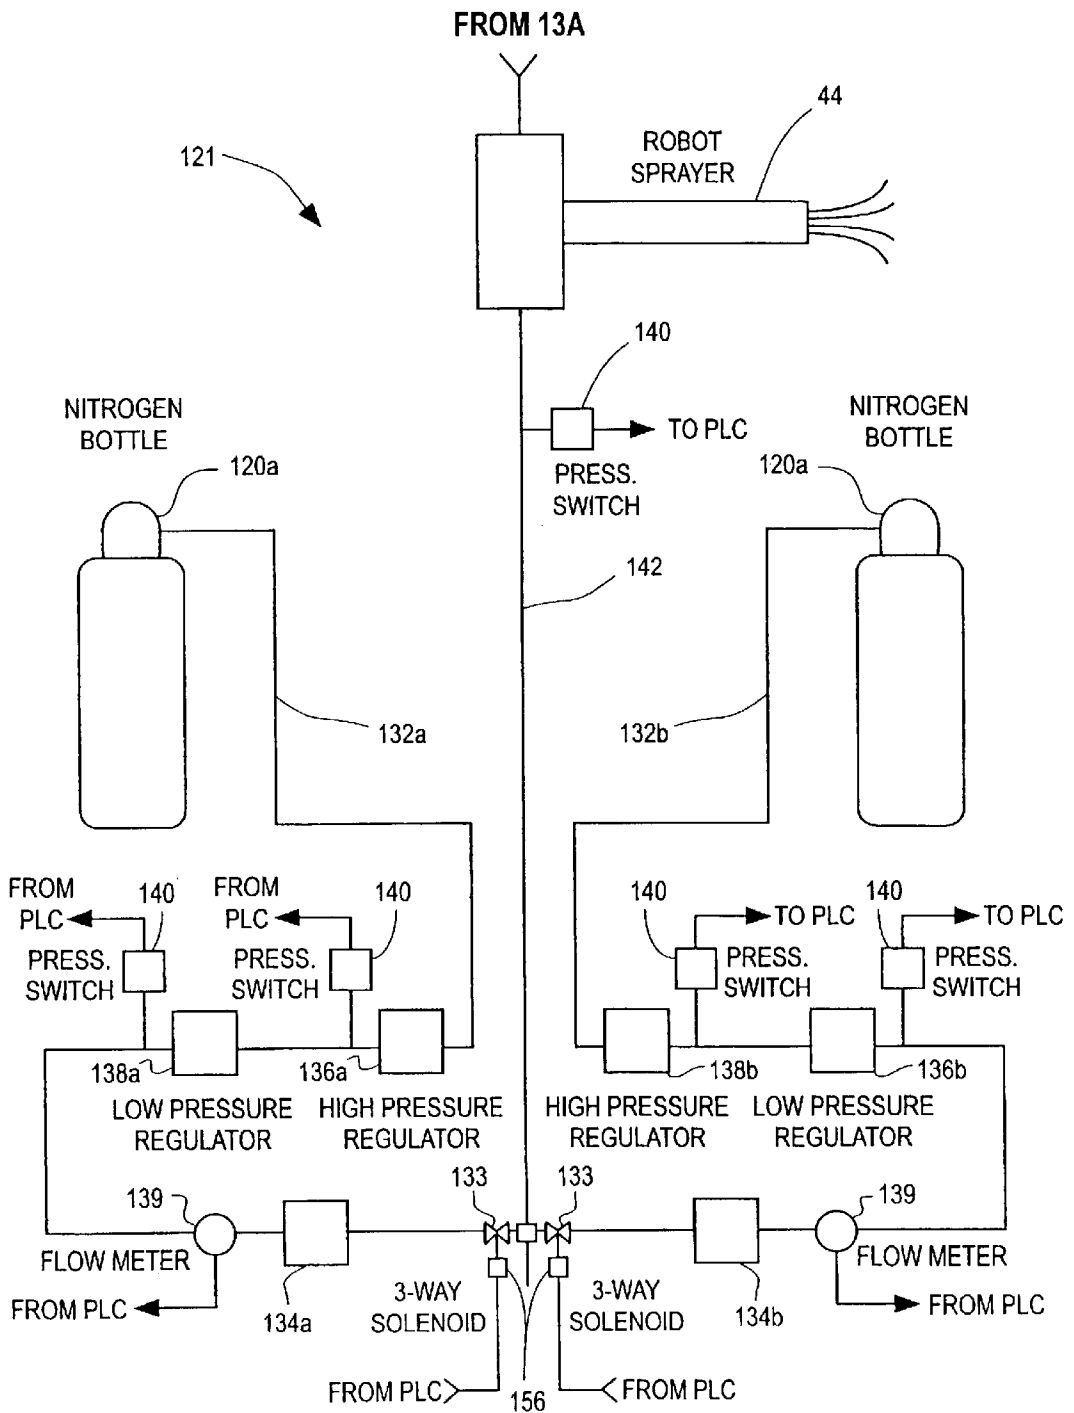 FROM 13A
44
ROBOT
SPRAYER
121
140
TO PLC
PRESS.
SWITCH
NITROGEN
BOTTLE
120a
NITROGEN
BOTTLE
120a
142
132a
132b
FROM
PLC
140
PRESS.
SWITCH
FROM
PLC
140
PRESS.
SWITCH
140
TO PLC
PRESS.
SWITCH
140
TO PLC
PRESS.
SWITCH
138a
LOW PRESSURE
REGULATOR
136a
HIGH PRESSURE
REGULATOR
138b
HIGH PRESSURE
REGULATOR
136b
LOW PRESSURE
REGULATOR
139
FLOW METER
FROM PLC
134a
133
133
3-WAY
SOLENOID
3-WAY
SOLENOID
134b
139
FLOW METER
FROM PLC
FROM PLC
156
FROM PLC